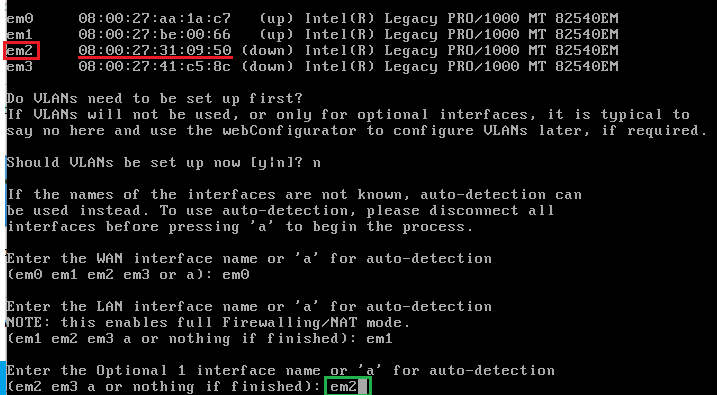 em0     08:00:27:aa:1a:c7   (up) Intel(R) Legacy PRO/1000 MT 82540EM
em1     08:00:27:be:00:66   (up) Intel(R) Legacy PRO/1000 MT 82540EM
em2     08:00:27:31:09:50 (down) Intel(R) Legacy PRO/1000 MT 82540EM
em3     08:00:27:41:c5:8c (down) Intel(R) Legacy PRO/1000 MT 82540EM
Do VLANs need to be set up first?
If VLANs will not be used, or only for optional interfaces, it is typical to
say no here and use the webConfigurator to configure VLANs later, if required.
Should VLANs be set up now [y|n]? n
If the names of the interfaces are not known, auto-detection can
be used instead. To use auto-detection, please disconnect all
interfaces before pressing 'a' to begin the process.
Enter the WAN interface name or 'a' for auto-detection
(em0 em1 em2 em3 or a): em0
Enter the LAN interface name or 'a' for auto-detection
NOTE: this enables full Firewalling/NAT mode.
(em1 em2 em3 a or nothing if finished): em1
Enter the Optional 1 interface name or 'a' for auto-detection
(em2 em3 a or nothing if finished): em2